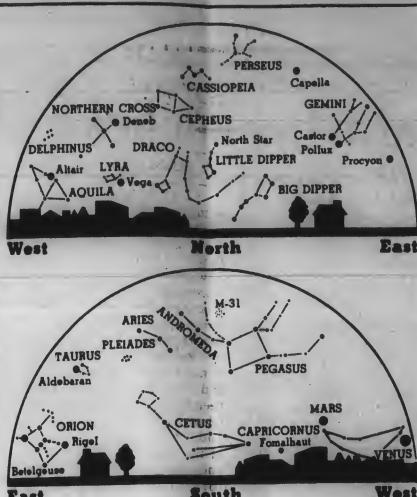 PERSEUS
CASSIOPEIA
Capella
GEMINI
NORTHERN CROSS
Deneb
CEPHEUS
Castor
Pollux
DELPHINUS
DRACO
North Star
Procyon
Altair
LYRA
LITTLE DIPPER
AQUILA
Vega
BIG DIPPER
West North East
M-31
ARIES
ANDROMEDA
PLEIADES
TAURUS
Aldebaran
PEGASUS
MARS
ORION
Rigel
CETUS
CAPRICORNUS
Fomalhaut
VENUS
Betelgeuse
East South West